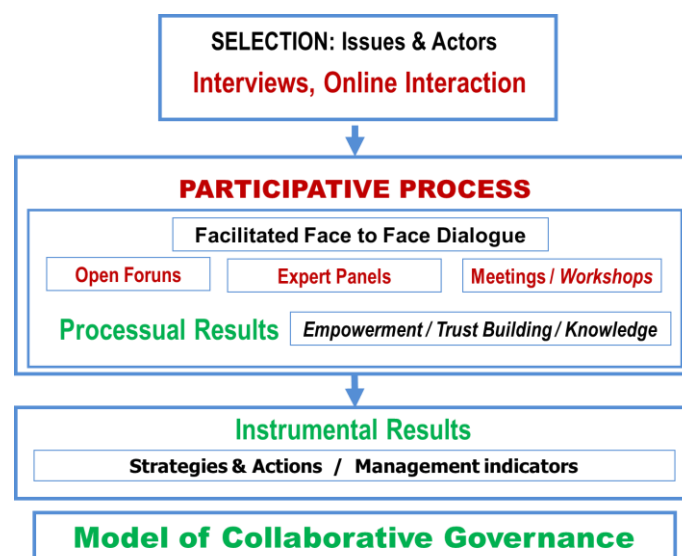 SELECTION: Issues & Actors
Interviews, Online Interaction
PARTICIPATIVE PROCESS
Facilitated Face to Face Dialogue
Open Foruns
Expert Panels
Meetings / Workshops
Processual Results
Empowerment / Trust Building / Knowledge
Instrumental Results
Strategies & Actions / Management indicators
Model of Collaborative Governance